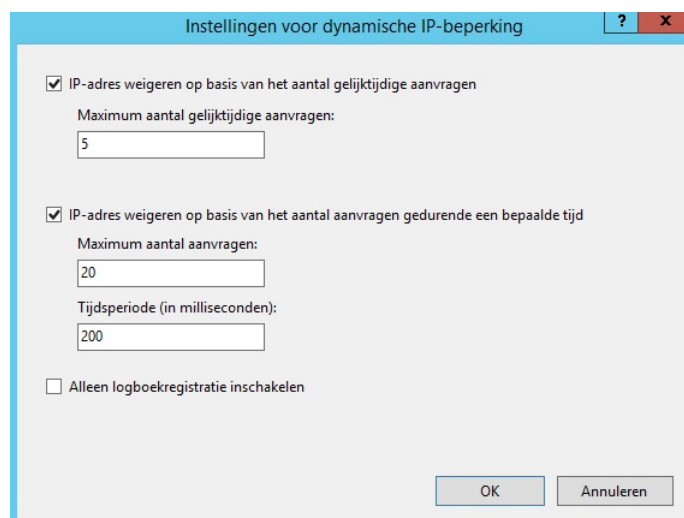 Instellingen voor dynamische IP-beperking
? x
IP-adres weigeren op basis van het aantal gelijktijdige aanvragen
Maximum aantal gelijktijdige aanvragen:
5
IP-adres weigeren op basis van het aantal aanvragen gedurende een bepaalde tijd
Maximum aantal aanvragen:
20
Tijdsperiode (in milliseconden):
200
Alleen logboekregistratie inschakelen
OK Annuleren